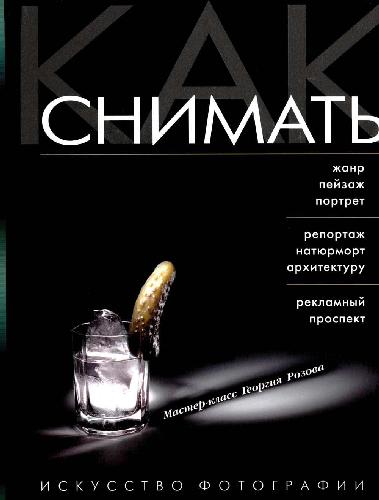 КАК
СНИМАТЬ
жанр
пейзаж
портрет
репортаж
натюрморт
архитектуру
рекламный
проспект
Мастер-класс Георгия Розова
ИСКУССТВО ФОТОГРАФИИ